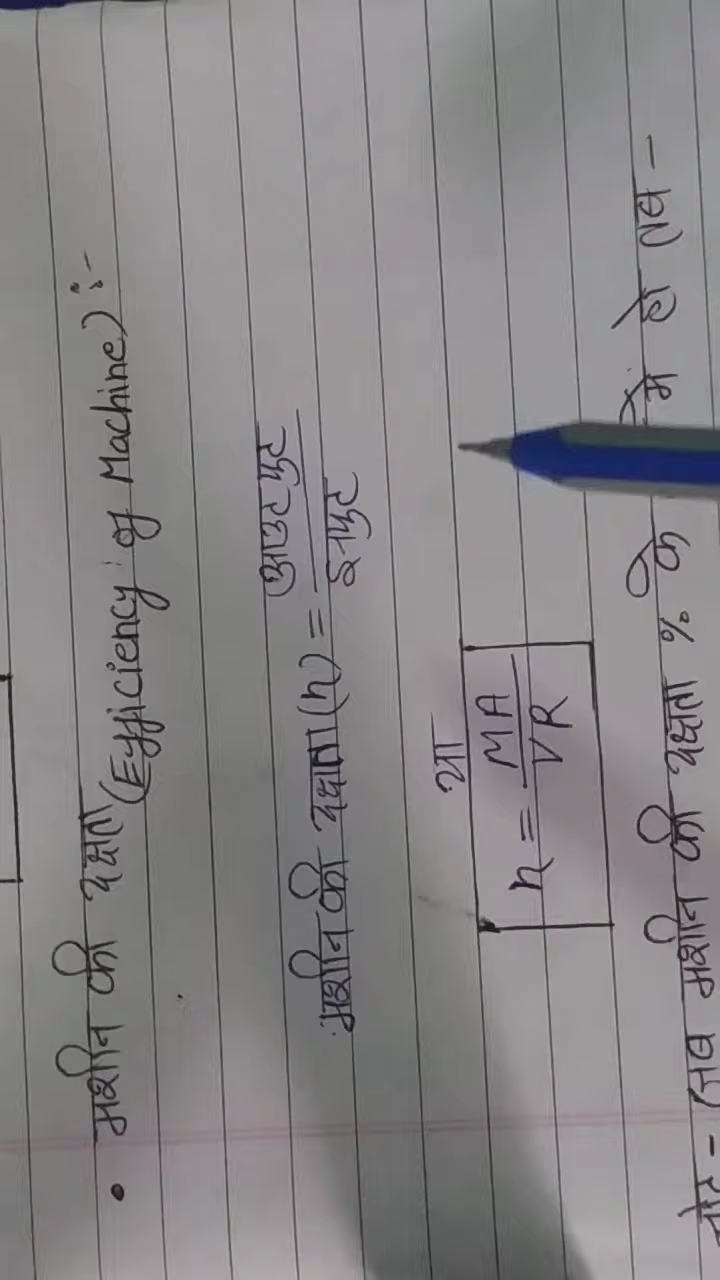 • मशीन की दक्षता (Efficiency of Machine) :-
मशीन की दक्षता (η) = आउटपुट / इनपुट
या
η = MA / VR
नोट - जब मशीन की दक्षता % के में हो तब -